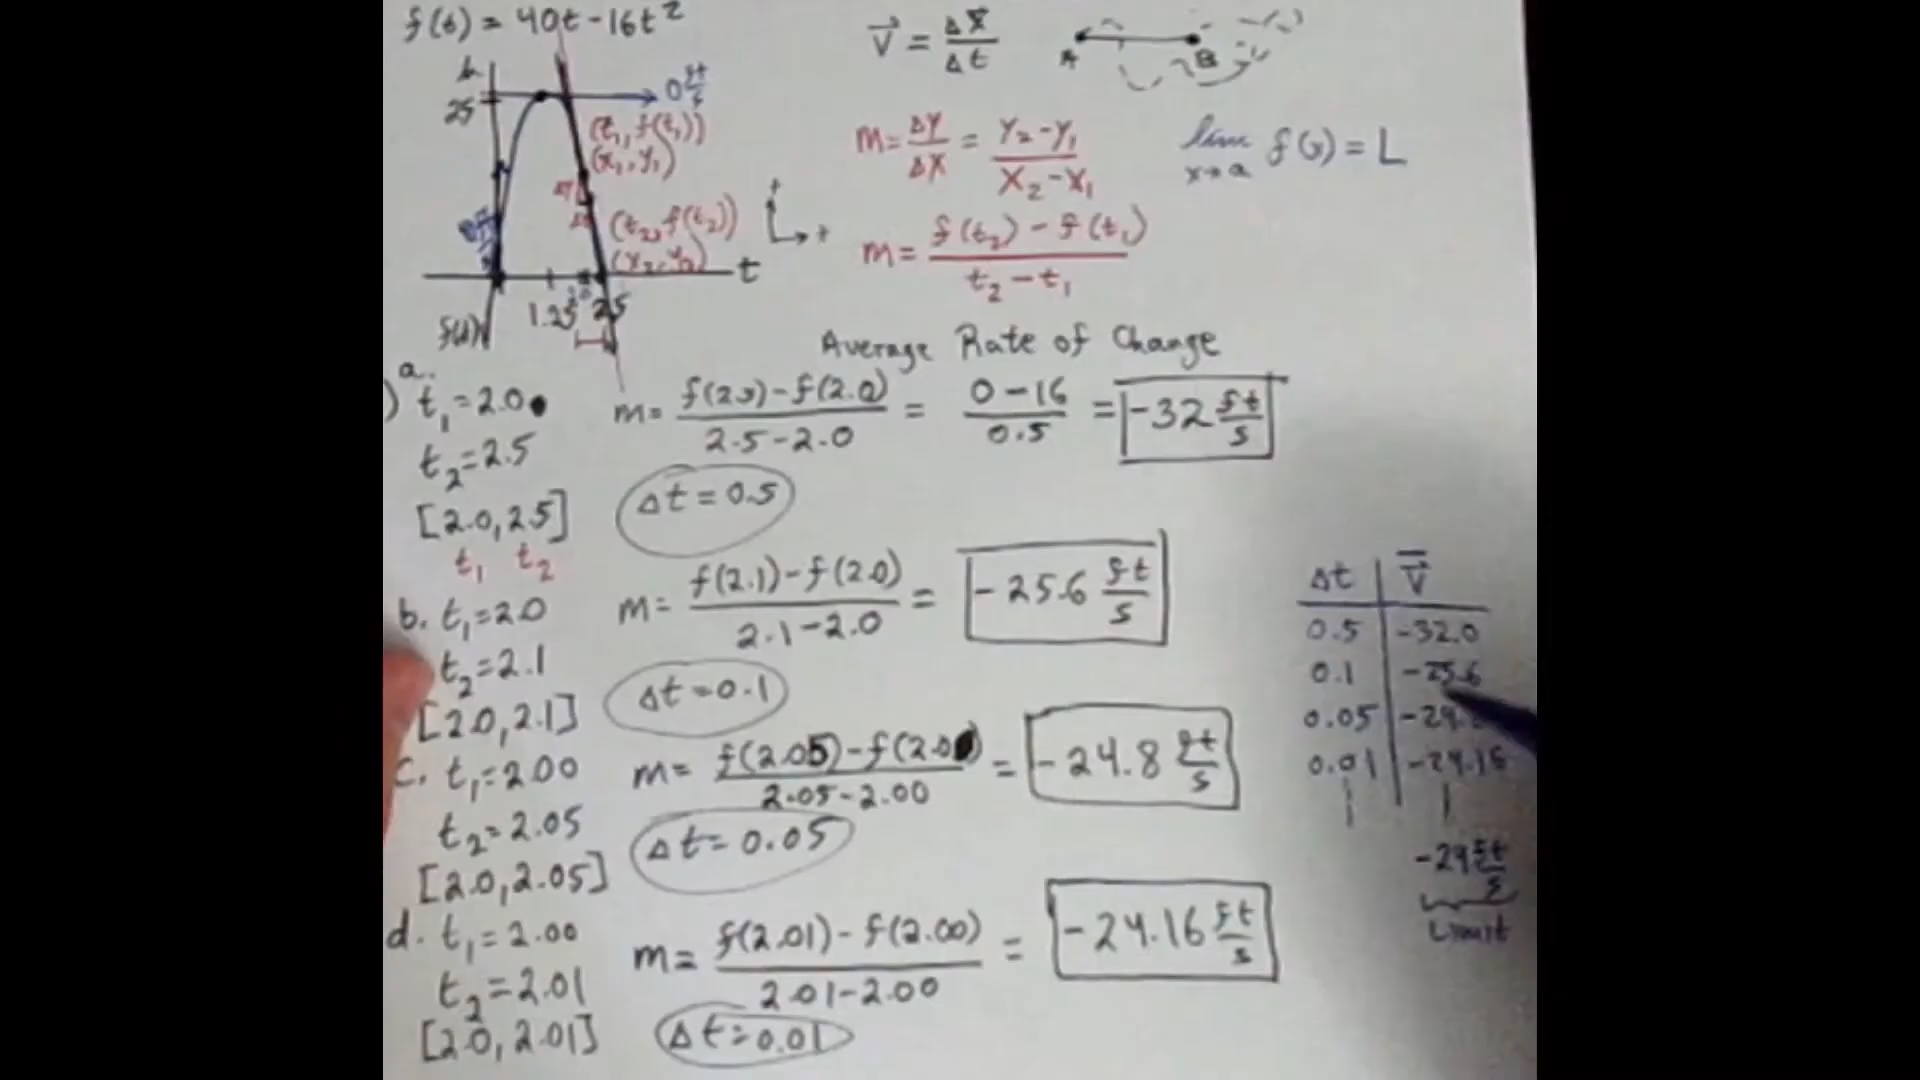 f(t) = 40t - 16t²
h
25
0 ft/s
(t₁, f(t₁))
(x₁, y₁)
(t₂, f(t₂))
(x₂, y₂)
t
1.25 2.5
f(t)
V = ΔX/Δt
A B
m = ΔY/ΔX = Y₂-Y₁/X₂-X₁
lim x→a f(x) = L
+
+
m = f(t₂) - f(t₁)/t₂ - t₁
Average Rate of Change
a.
t₁=2.0
t₂=2.5
[2.0, 2.5]
t₁ t₂
m = f(2.5)-f(2.0)/2.5-2.0 = 0-16/0.5 = -32 ft/s
Δt = 0.5
b. t₁=2.0
t₂=2.1
[2.0, 2.1]
m = f(2.1)-f(2.0)/2.1-2.0 = -25.6 ft/s
Δt = 0.1
c. t₁=2.00
t₂=2.05
[2.0, 2.05]
m = f(2.05)-f(2.0)/2.05-2.00 = -24.8 ft/s
Δt = 0.05
d. t₁=2.00
t₂=2.01
[2.0, 2.01]
m = f(2.01)-f(2.00)/2.01-2.00 = -24.16 ft/s
Δt = 0.01
Δt V
0.5 -32.0
0.1 -25.6
0.05
0.01 -24.16
-24 ft/s
Limit